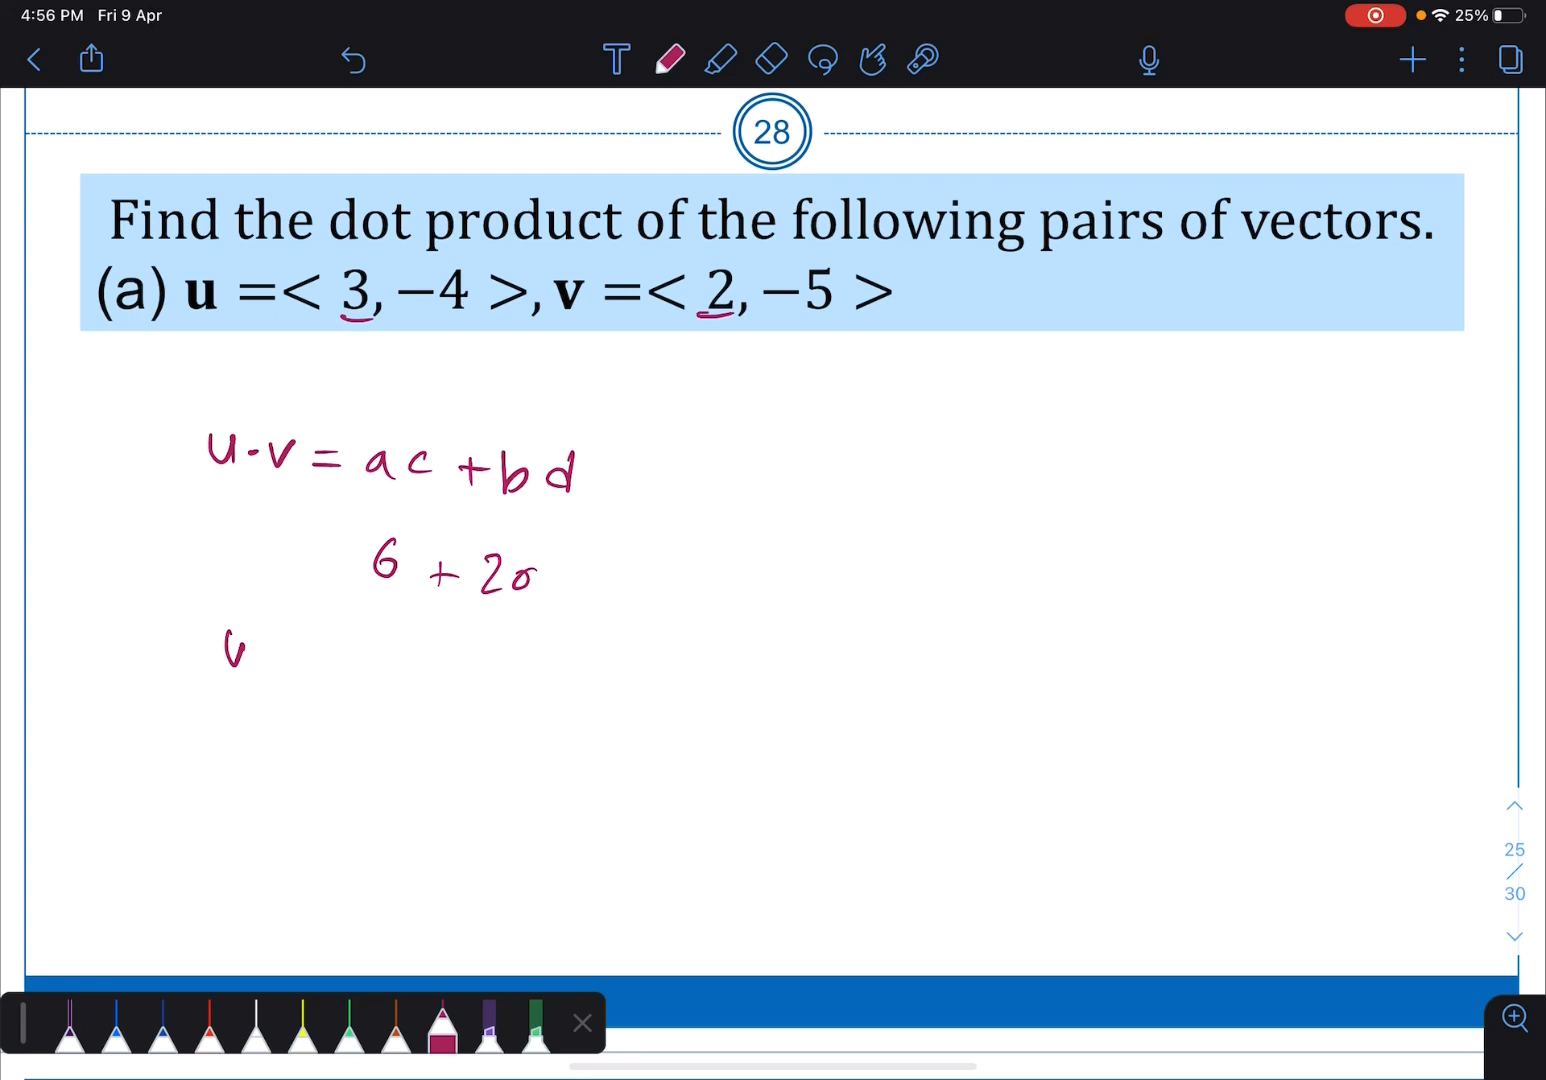 4:56 PM Fri 9 Apr
25%
28
Find the dot product of the following pairs of vectors.
(a) u =< 3, −4 >, v =< 2, −5 >
u·v = ac + bd
6 + 20
25
30